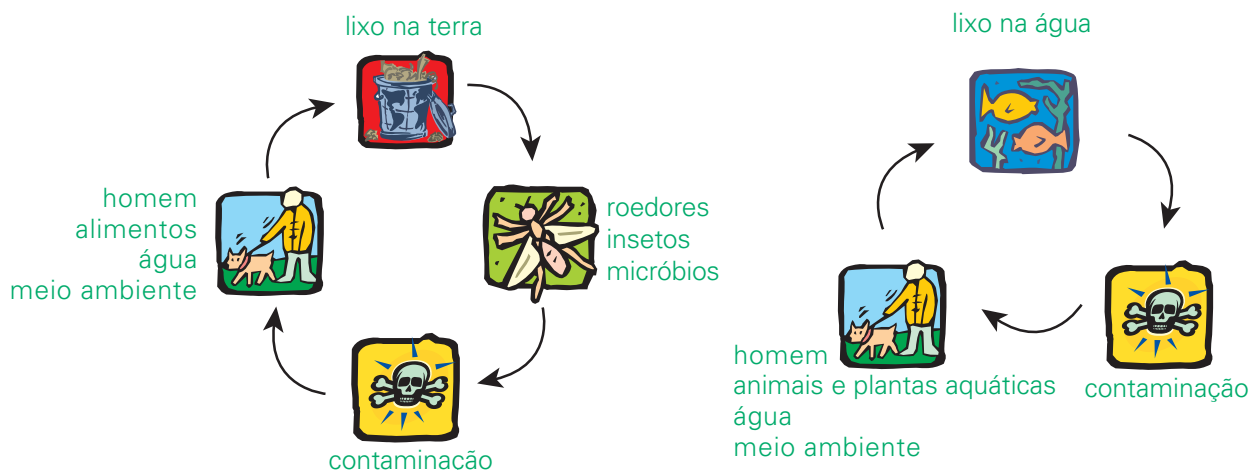 lixo na terra
roedores
insetos
micróbios
contaminação
homem
alimentos
água
meio ambiente
lixo na água
contaminação
homem
animais e plantas aquáticas
água
meio ambiente